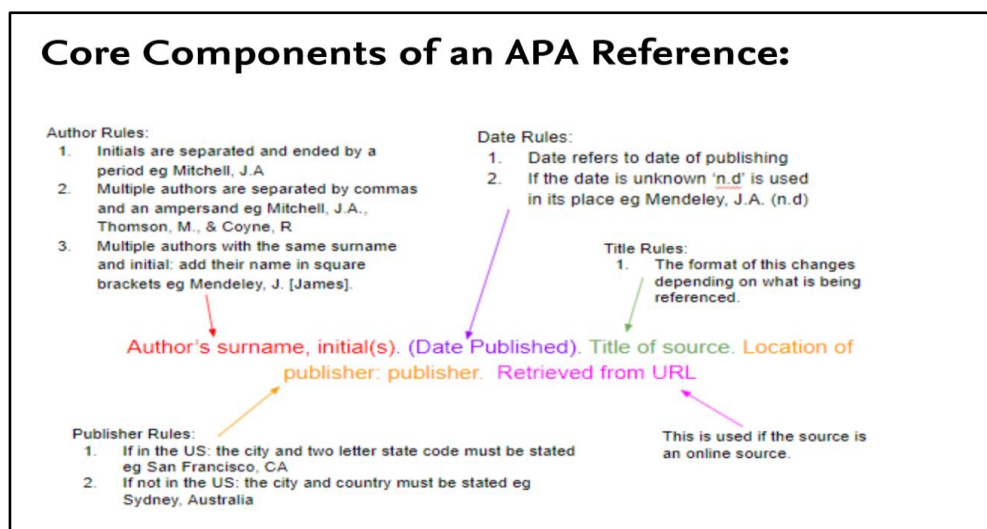 Core Components of an APA Reference:
Author Rules:
1. Initials are separated and ended by a
period eg Mitchell, J.A
2. Multiple authors are separated by commas
and an ampersand eg Mitchell, J.A.,
Thomson, M., & Coyne, R
3. Multiple authors with the same surname
and initial: add their name in square
brackets eg Mendeley, J. [James].
Date Rules:
1. Date refers to date of publishing
2. If the date is unknown ‘n.d’ is used
in its place eg Mendeley, J.A. (n.d)
Title Rules:
1. The format of this changes
depending on what is being
referenced.
Author’s surname, initial(s). (Date Published). Title of source. Location of
publisher: publisher. Retrieved from URL
Publisher Rules:
1. If in the US: the city and two letter state code must be stated
eg San Francisco, CA
2. If not in the US: the city and country must be stated eg
Sydney, Australia
This is used if the source is
an online source.